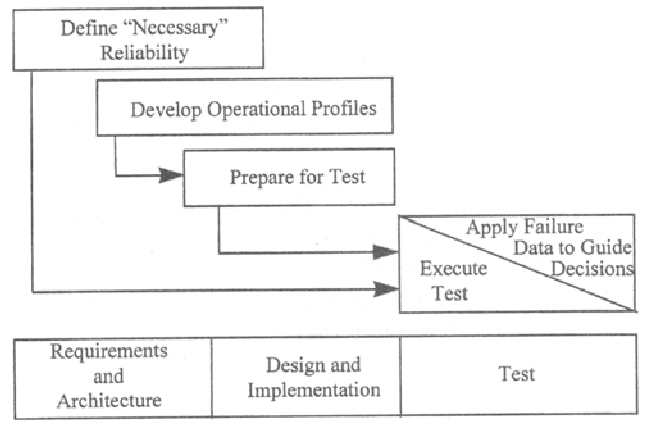 Define “Necessary”
Reliability
Develop Operational Profiles
Prepare for Test
Apply Failure
Data to Guide
Decisions
Execute
Test
Requirements
and
Architecture
Design and
Implementation
Test